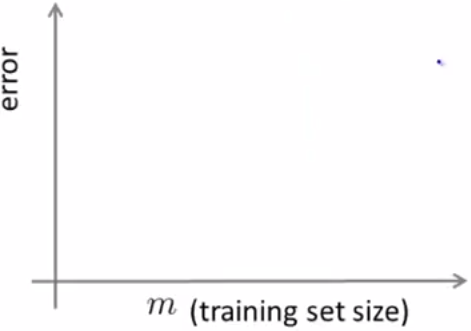 error
m (training set size)